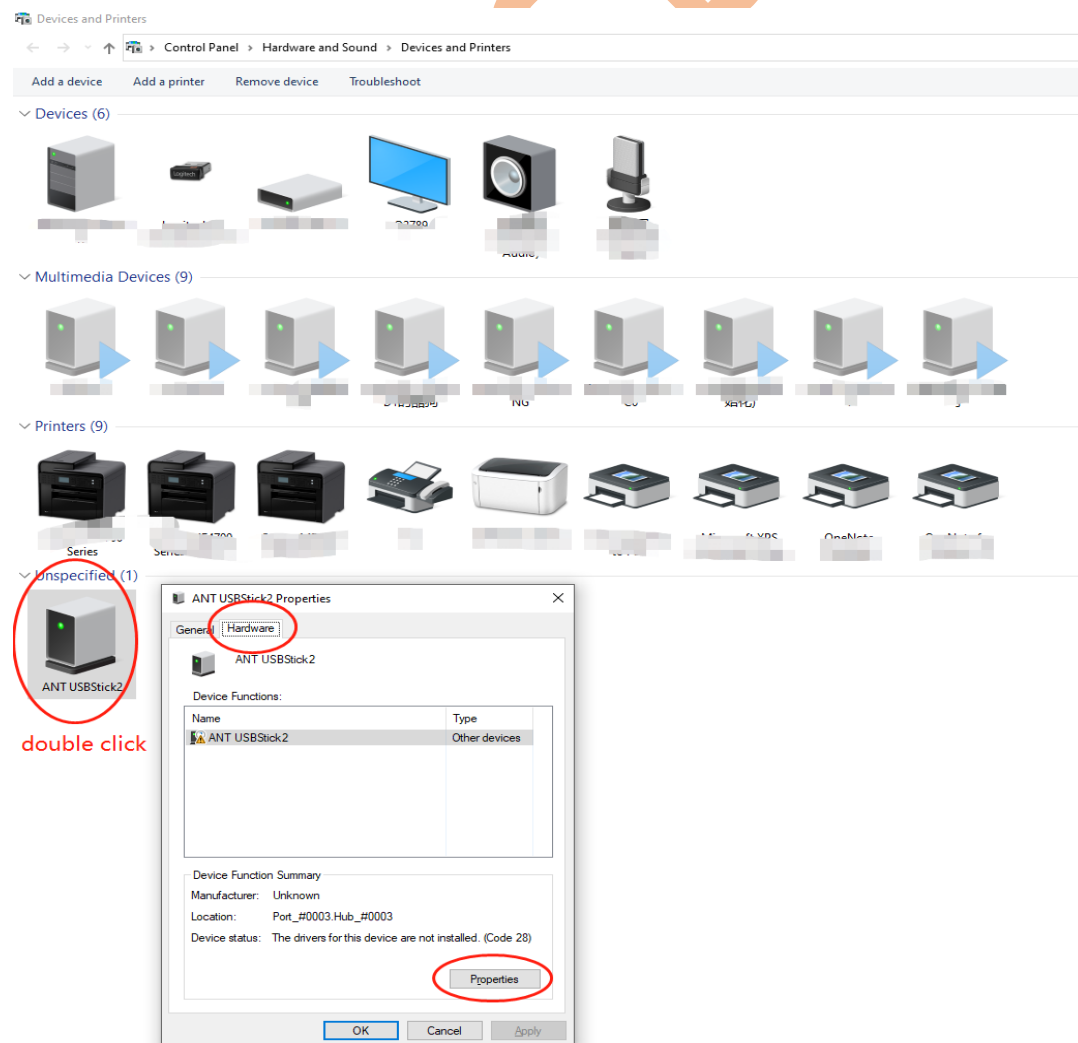 Devices and Printers
Control Panel > Hardware and Sound > Devices and Printers
Add a device Add a printer Remove device Troubleshoot
Devices (6)
Logitech
Multimedia Devices (9)
NG
Printers (9)
Series
OneNote
Unspecified (1)
ANT USBStick2
double click
ANT USBStick2 Properties
General Hardware
ANT USBStick2
Device Functions:
Name Type
ANT USBStick2 Other devices
Device Function Summary
Manufacturer: Unknown
Location: Port_#0003.Hub_#0003
Device status: The drivers for this device are not installed. (Code 28)
Properties
OK Cancel Apply